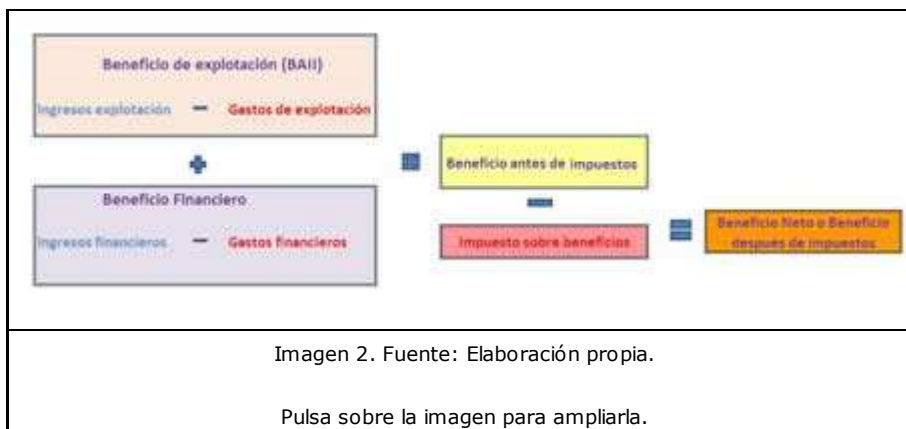 Beneficio de explotación (BAII)
Ingresos explotación − Gastos de explotación
+
Beneficio Financiero
Ingresos financieros − Gastos financieros
=
Beneficio antes de impuestos
−
Impuesto sobre beneficios
=
Beneficio Neto o Beneficio
después de impuestos
Imagen 2. Fuente: Elaboración propia.
Pulsa sobre la imagen para ampliarla.